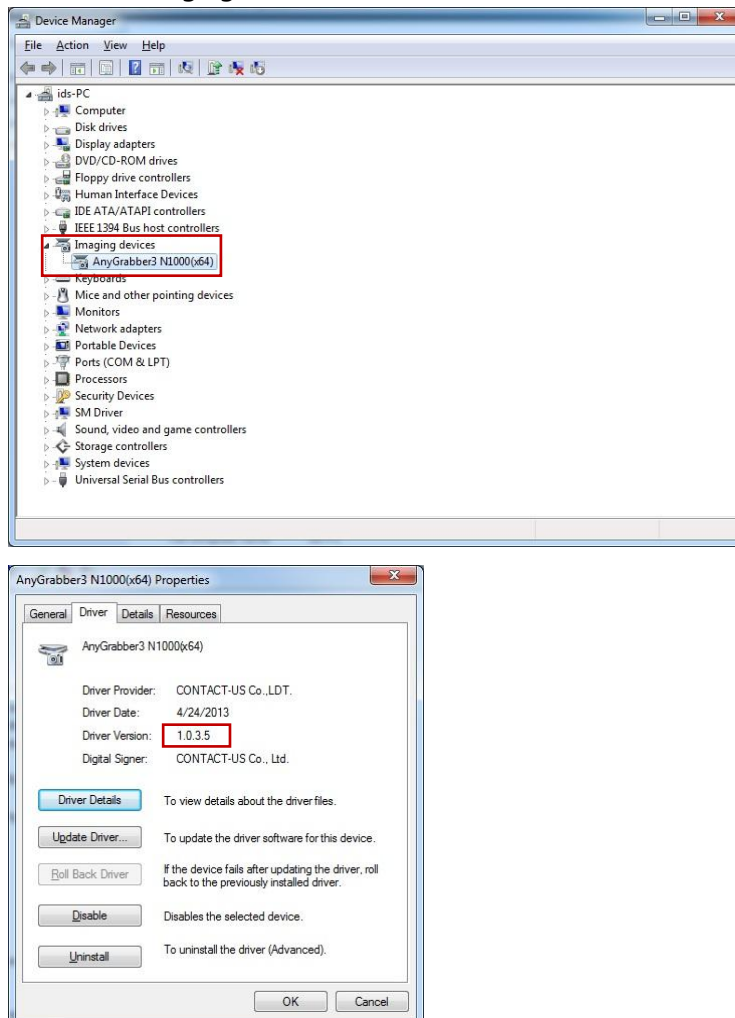 Device Manager
File Action View Help
ids-PC
Computer
Disk drives
Display adapters
DVD/CD-ROM drives
Floppy drive controllers
Human Interface Devices
IDE ATA/ATAPI controllers
IEEE 1394 Bus host controllers
Imaging devices
AnyGrabber3 N1000(x64)
Keyboards
Mice and other pointing devices
Monitors
Network adapters
Portable Devices
Ports (COM & LPT)
Processors
Security Devices
SM Driver
Sound, video and game controllers
Storage controllers
System devices
Universal Serial Bus controllers
AnyGrabber3 N1000(x64) Properties
General Driver Details Resources
AnyGrabber3 N1000(x64)
Driver Provider: CONTACT-US Co.,LDT.
Driver Date: 4/24/2013
Driver Version: 1.0.3.5
Digital Signer: CONTACT-US Co., Ltd.
Driver Details To view details about the driver files.
Update Driver... To update the driver software for this device.
Roll Back Driver If the device fails after updating the driver, roll
back to the previously installed driver.
Disable Disables the selected device.
Uninstall To uninstall the driver (Advanced).
OK Cancel